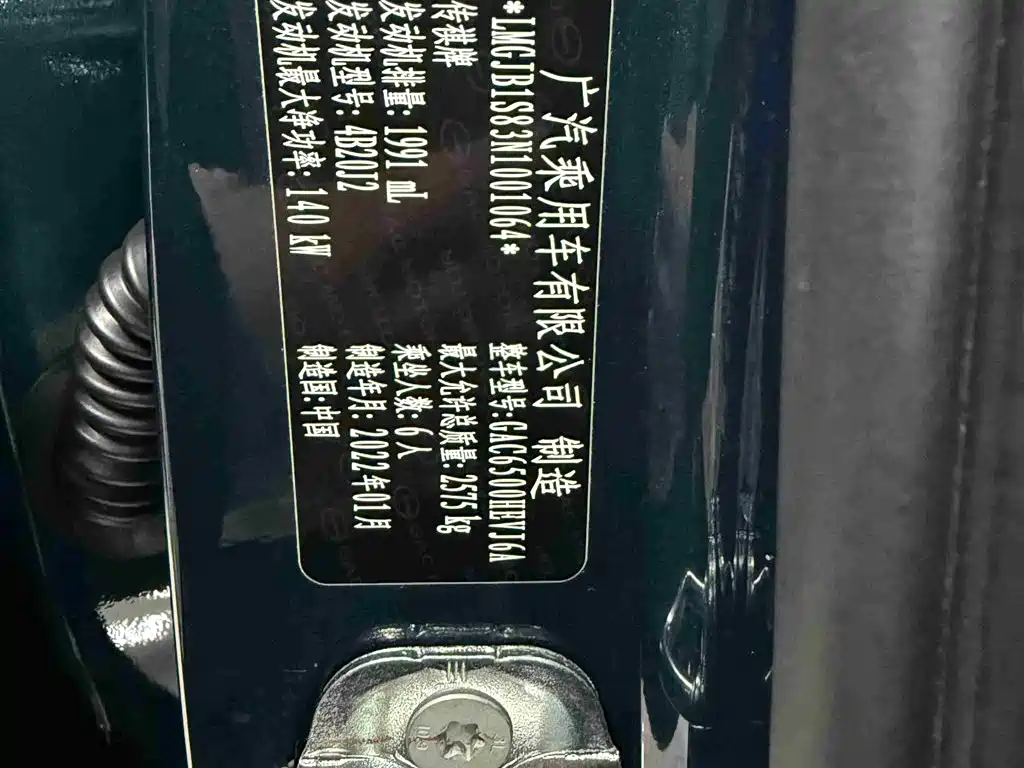 广汽乘用车有限公司 制造
*LMGJB1S83N1001064* 整车型号:GAC6500HEVJ6A
传祺牌 最大允许总质量: 2575 kg
发动机排量: 1991 mL 乘坐人数: 6人
发动机型号: 4B20J2 制造年月: 2022年01月
发动机最大净功率: 140 kW 制造国: 中国